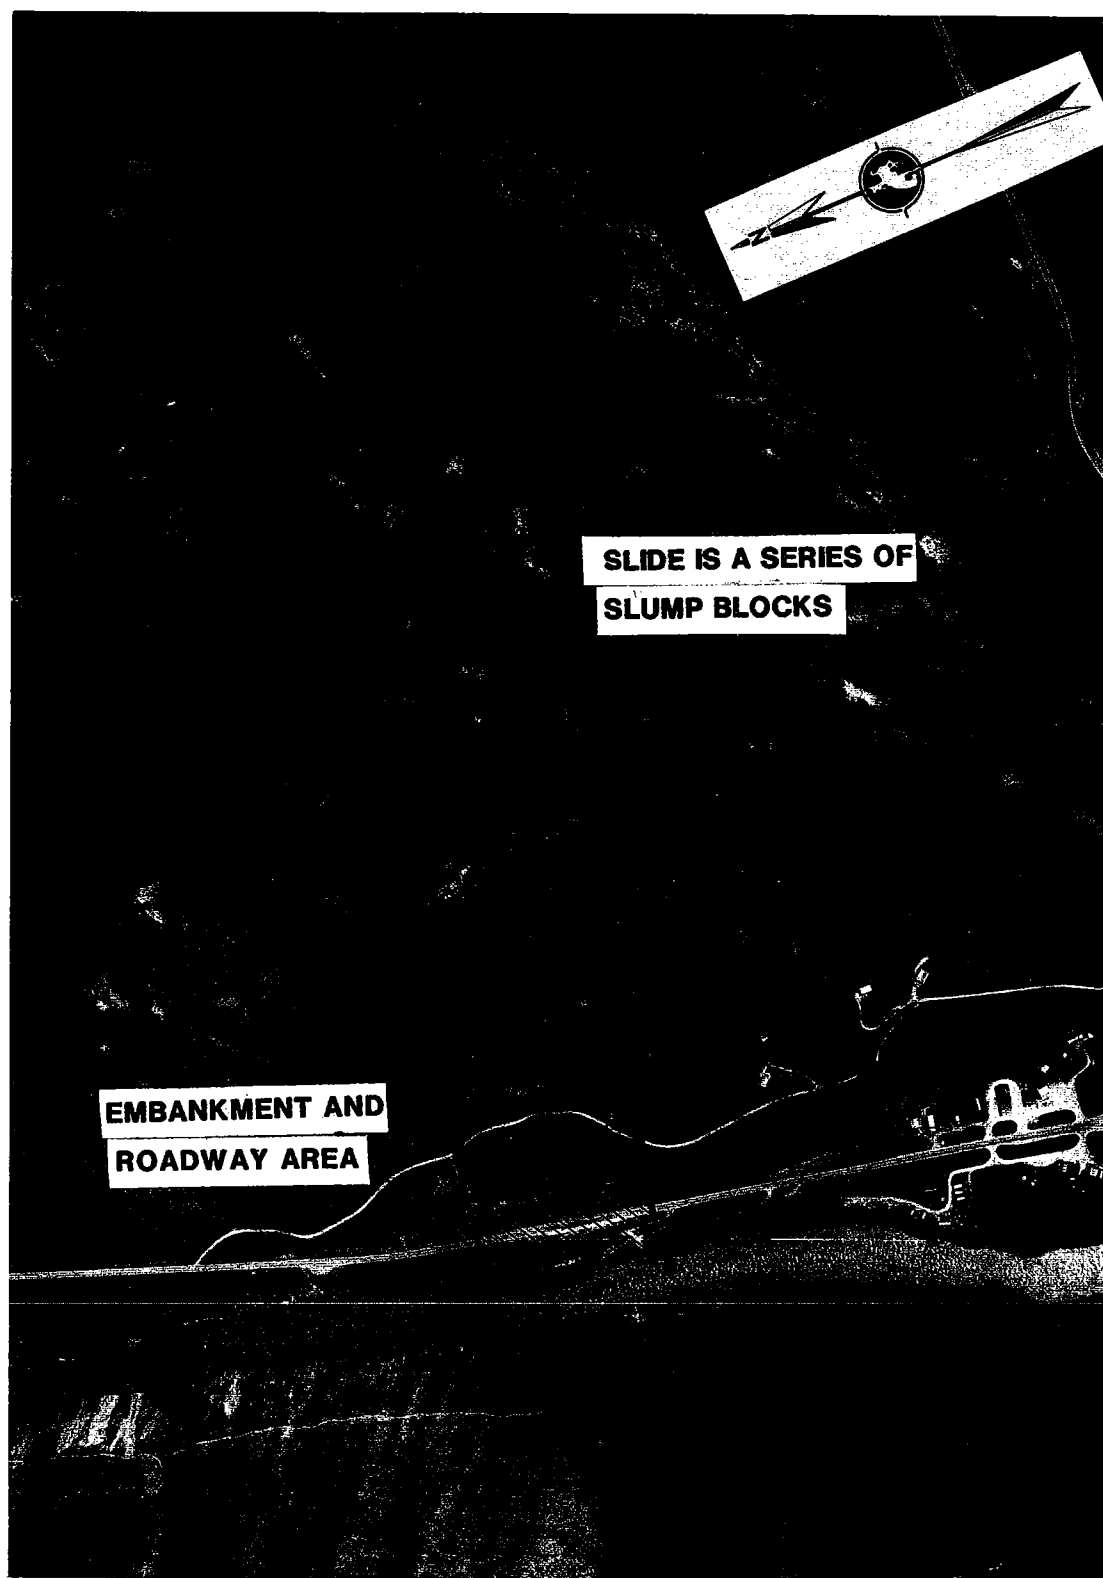 N
SLIDE IS A SERIES OF
SLUMP BLOCKS
EMBANKMENT AND
ROADWAY AREA